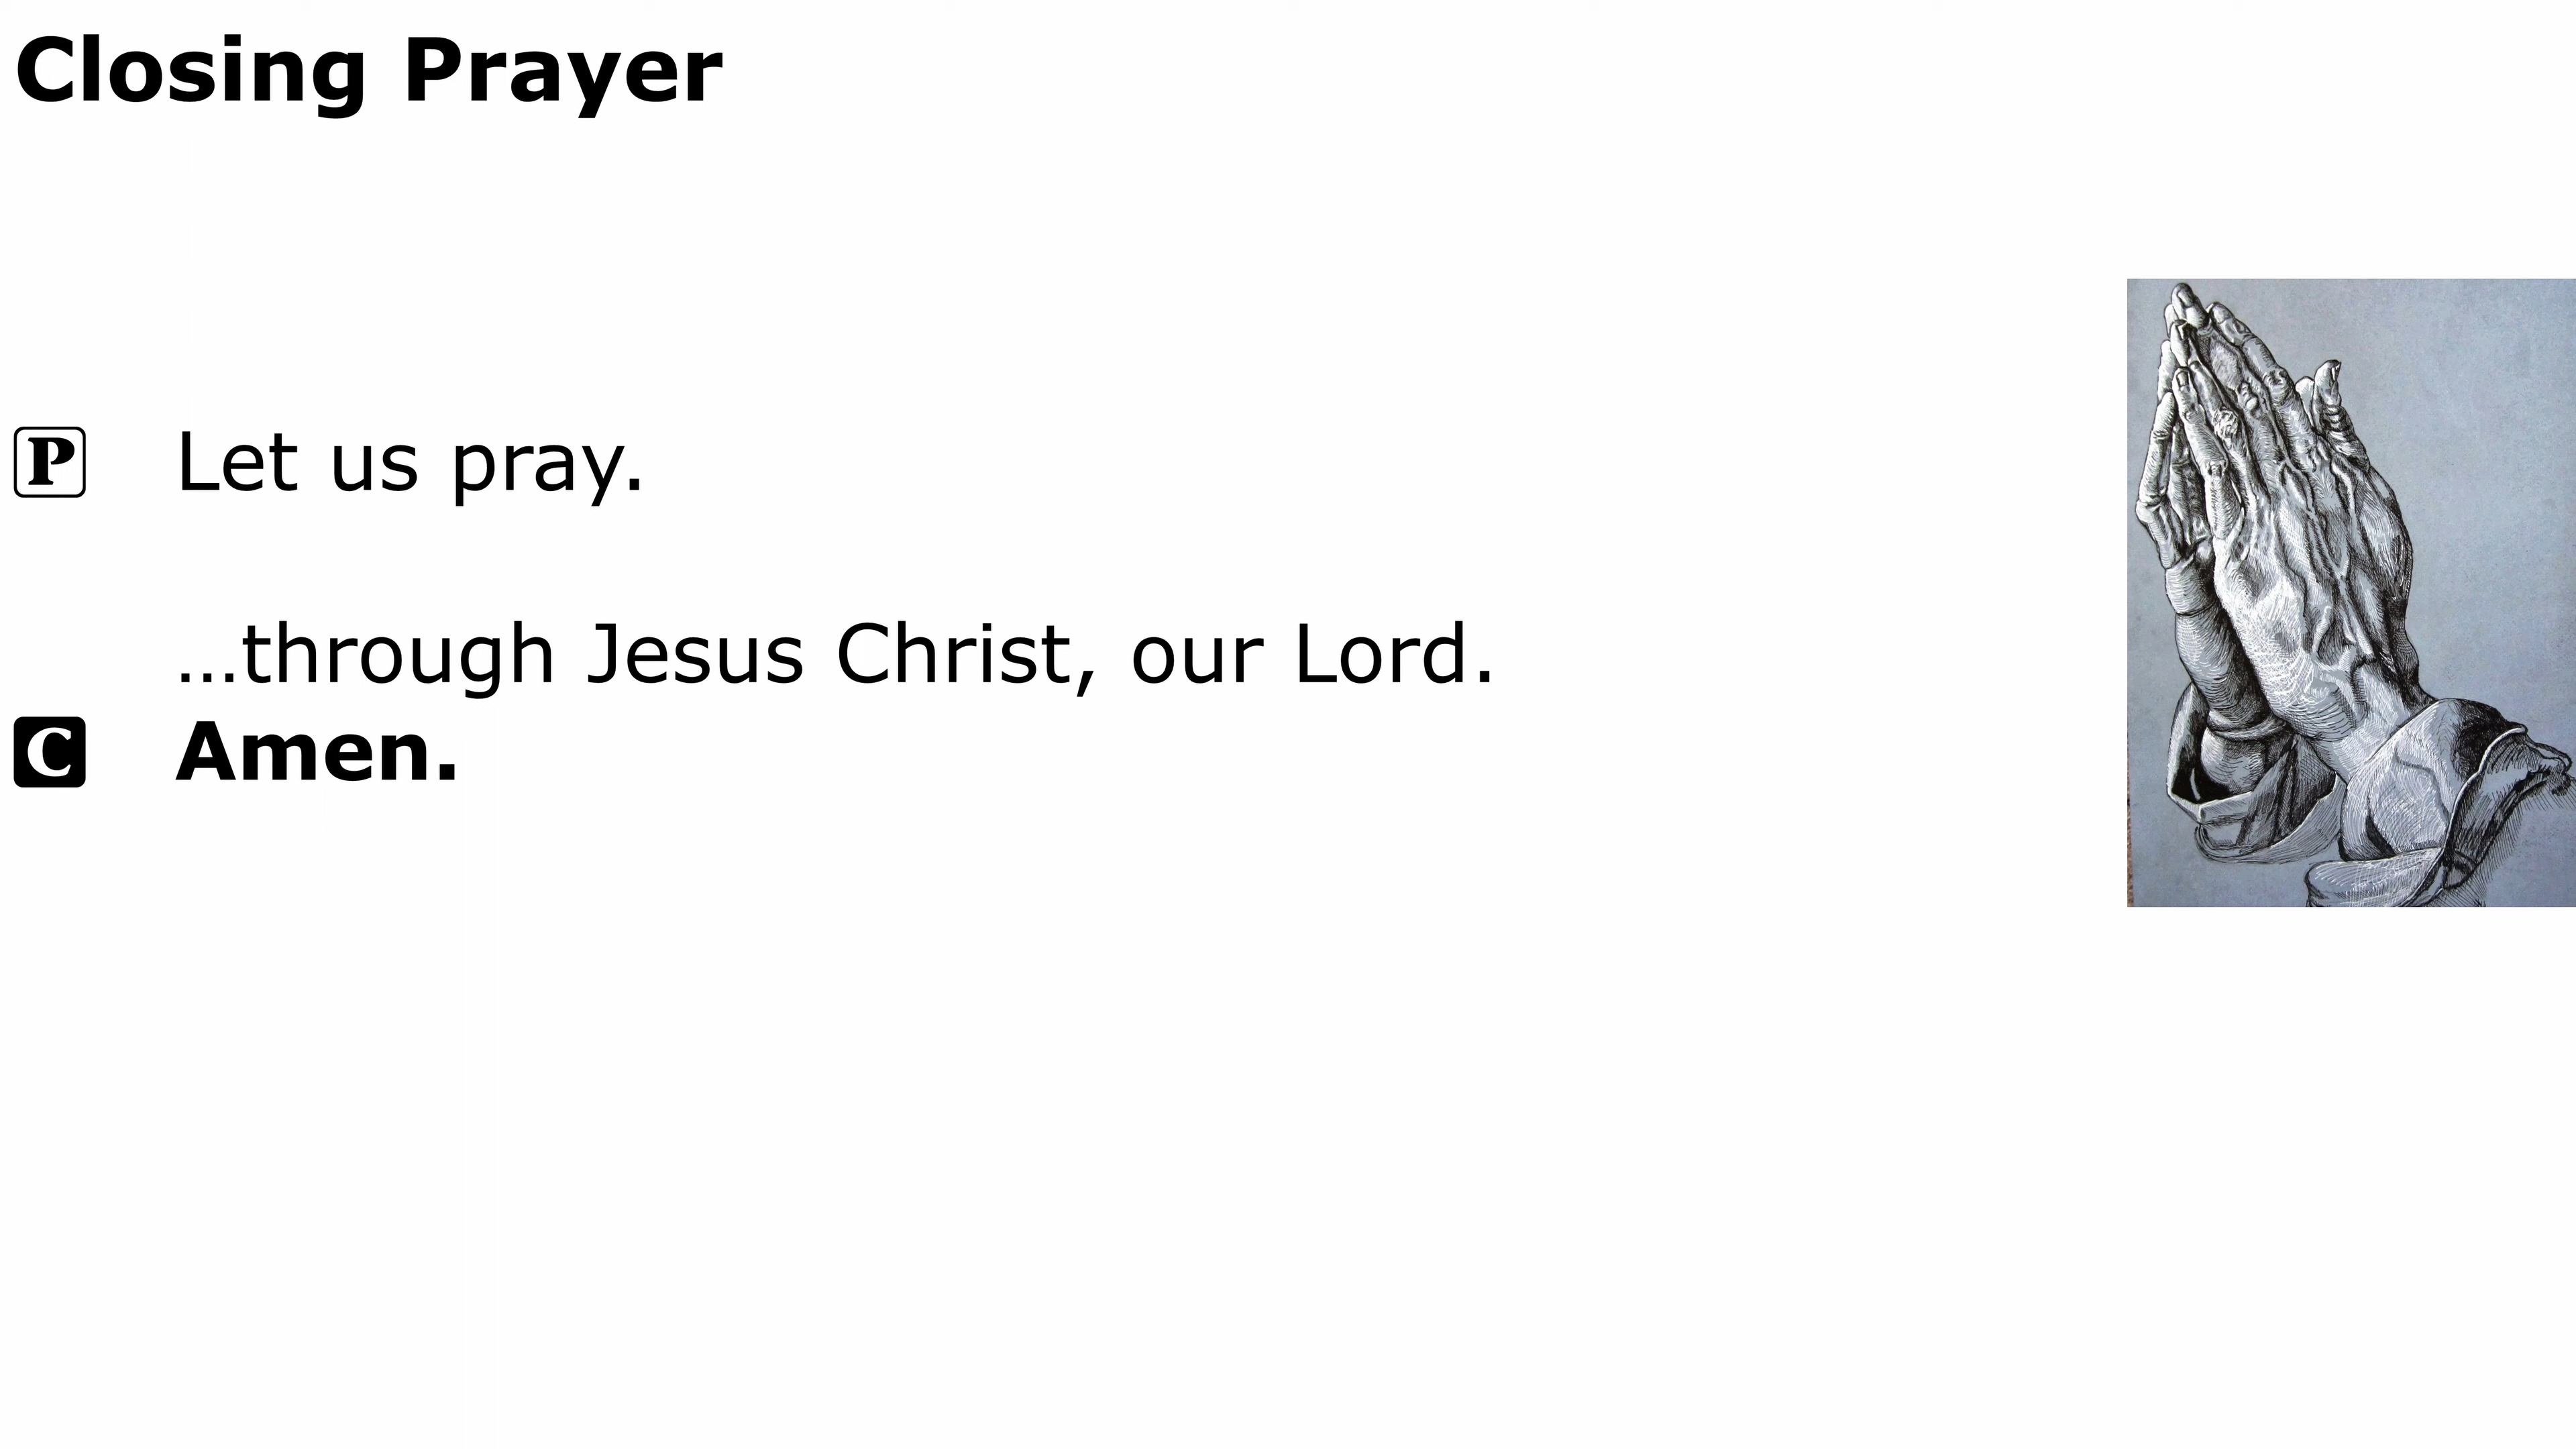 Closing Prayer
P Let us pray.
…through Jesus Christ, our Lord.
C Amen.